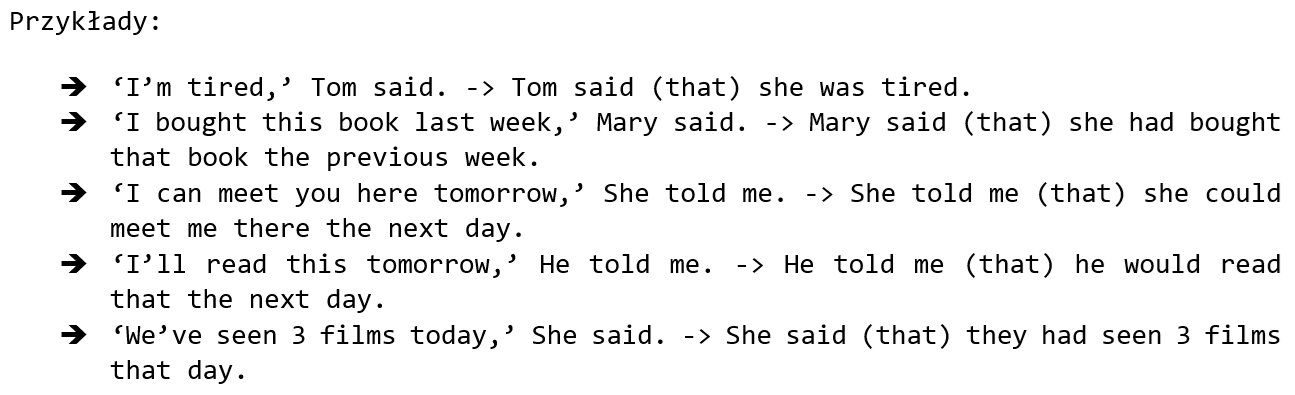 Przykłady:
➔ ‘I’m tired,’ Tom said. -> Tom said (that) she was tired.
➔ ‘I bought this book last week,’ Mary said. -> Mary said (that) she had bought
that book the previous week.
➔ ‘I can meet you here tomorrow,’ She told me. -> She told me (that) she could
meet me there the next day.
➔ ‘I’ll read this tomorrow,’ He told me. -> He told me (that) he would read
that the next day.
➔ ‘We’ve seen 3 films today,’ She said. -> She said (that) they had seen 3 films
that day.